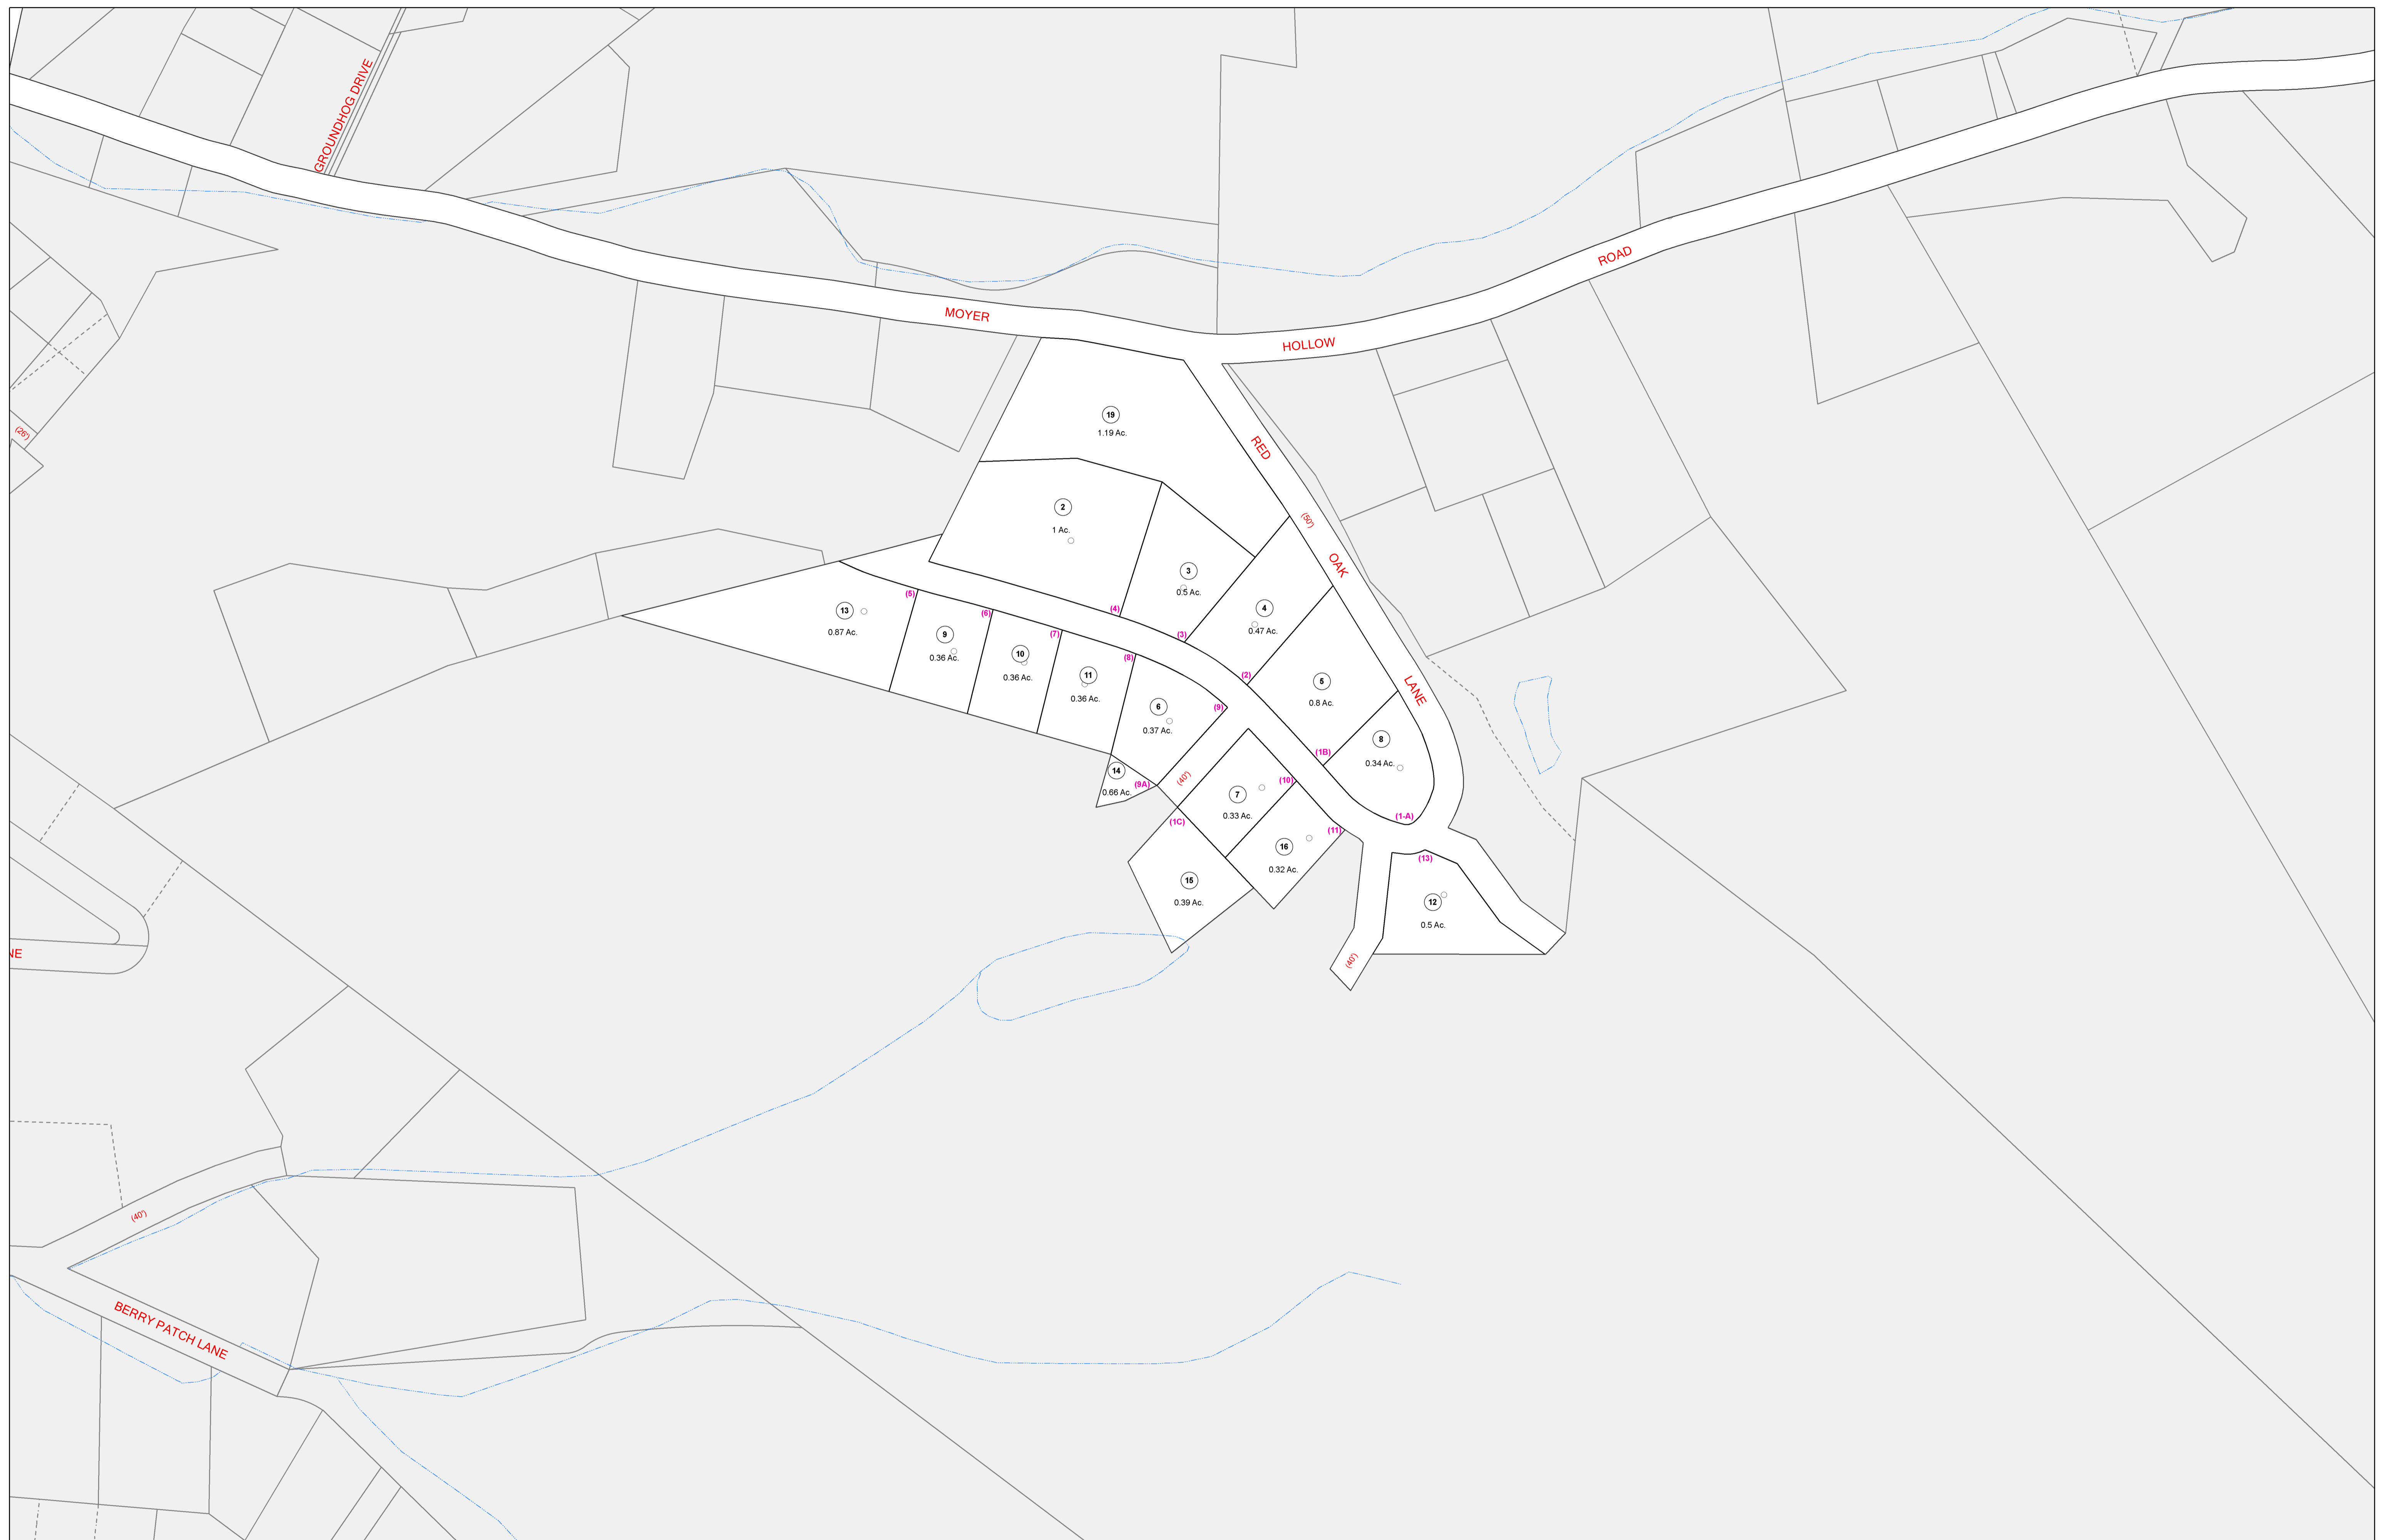 GROUNDHOG DRIVE
ROAD
MOYER
HOLLOW
19
1.19 Ac.
(26')
RED
2
1 Ac.
(50')
OAK
3
0.5 Ac.
(5)
(4)
4
0.47 Ac.
13
0.87 Ac.
(6)
9
0.36 Ac.
(7)
(3)
10
0.36 Ac.
(8)
11
0.36 Ac.
(2)
5
0.8 Ac.
LANE
6
0.37 Ac.
(9)
8
0.34 Ac.
(1B)
14
0.66 Ac.
(9A)
(40')
(10)
7
0.33 Ac.
(1C)
(1-A)
(11)
16
0.32 Ac.
(13)
15
0.39 Ac.
12
0.5 Ac.
NE
(40')
(40')
BERRY PATCH LANE